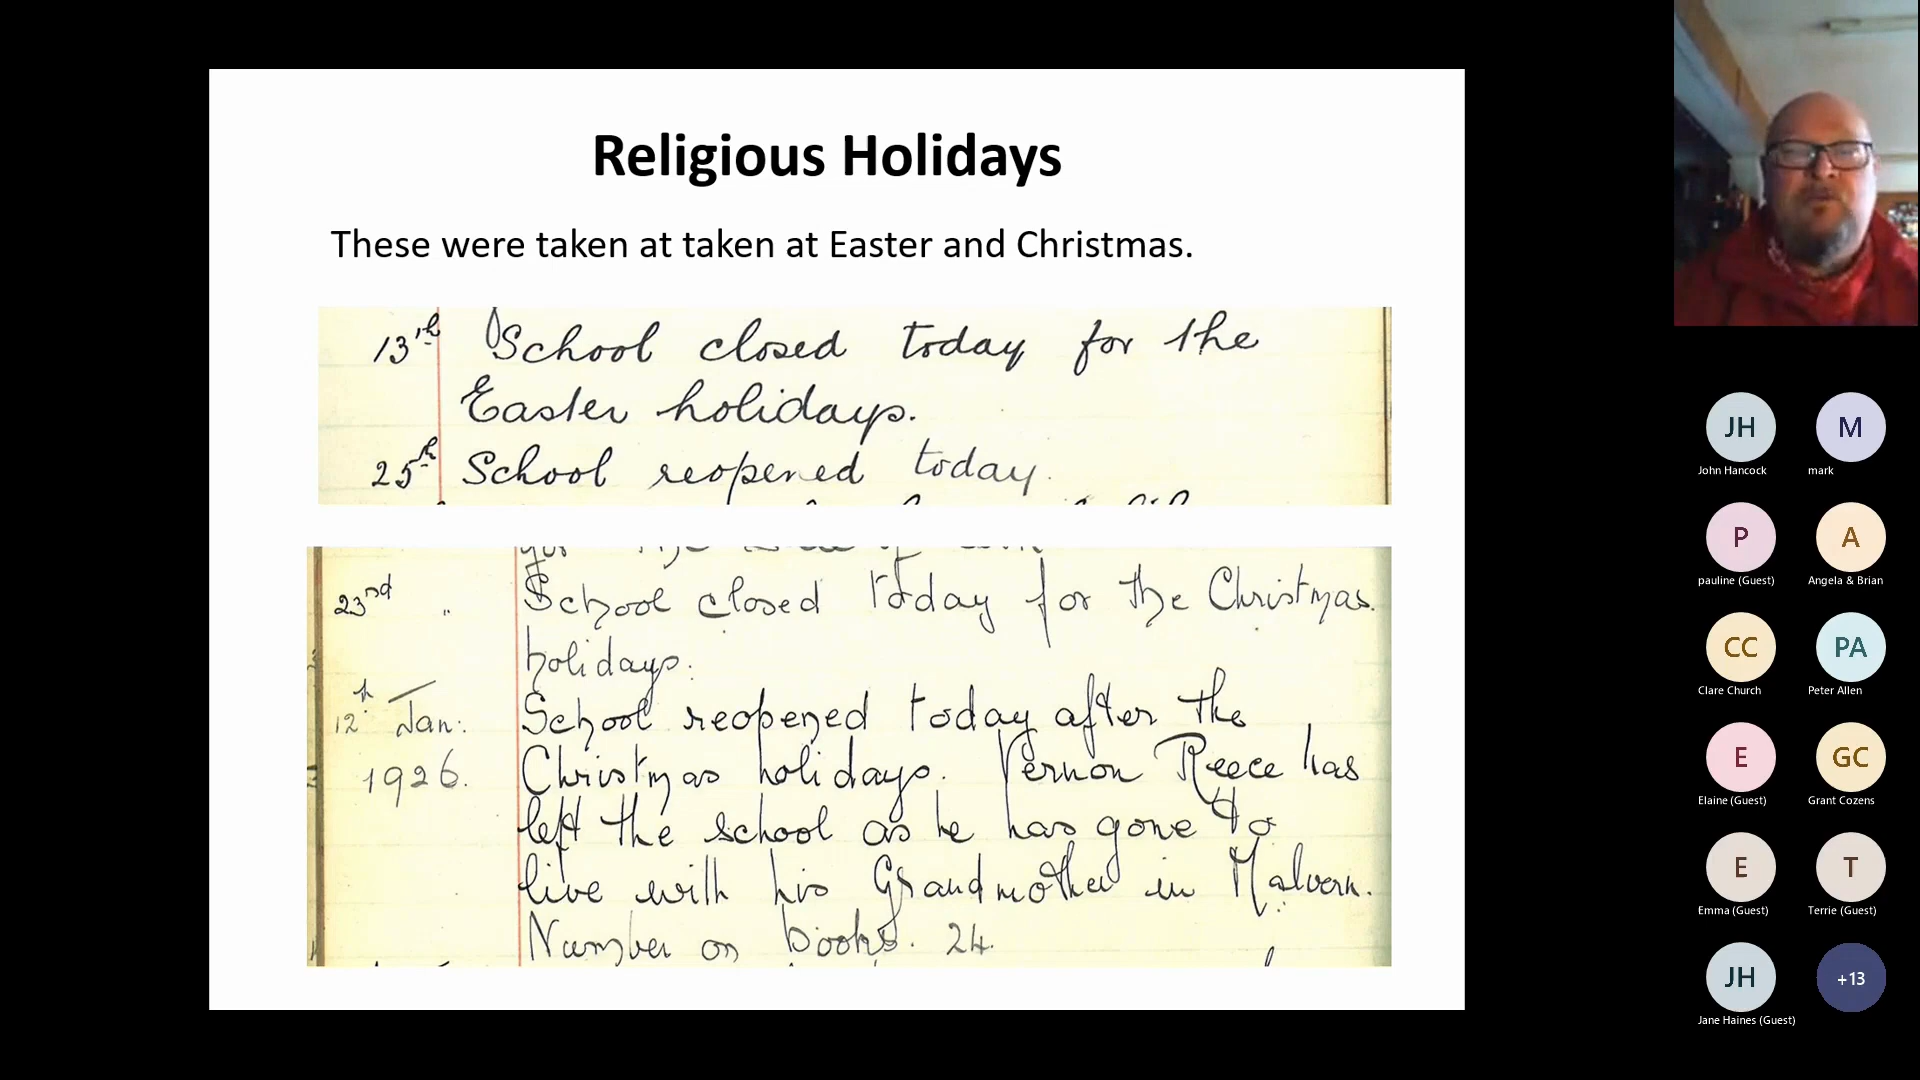 Religious Holidays
These were taken at taken at Easter and Christmas.
13th School closed today for the
Easter holidays.
25th School reopened today.
23rd " School closed today for the Christmas
holidays.
12th Jan: School reopened today after the
1926. Christmas holidays. Vernon Reece has
left the school as he has gone to
live with his Grandmother in Malvern.
Number on books. 24.
JH M
John Hancock mark
P A
pauline (Guest) Angela & Brian
CC PA
Clare Church Peter Allen
E GC
Elaine (Guest) Grant Cozens
E T
Emma (Guest) Terrie (Guest)
JH +13
Jane Haines (Guest)